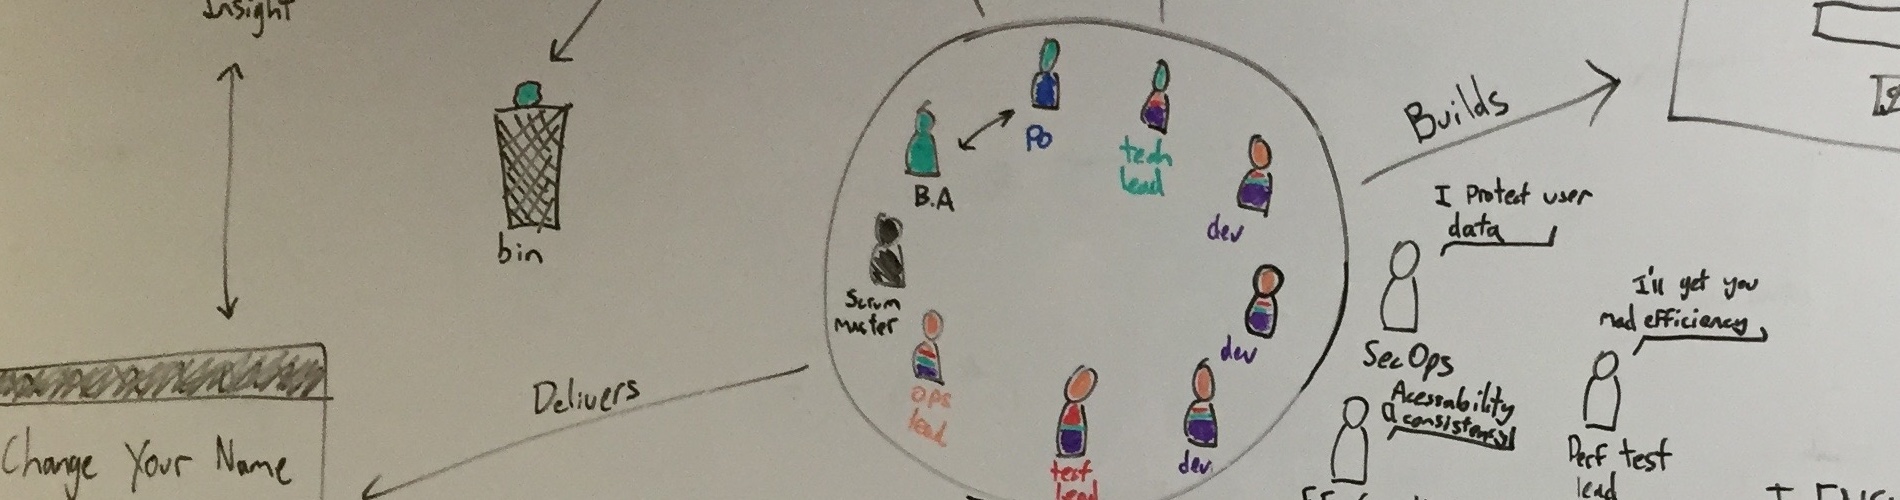 Insight
bin
Delivers
Change Your Name
PO
B.A
tech
lead
dev
Scrum
master
dev
ops
lead
test
lead
dev
Builds
I Protect user
data
SecOps
I'll get you
mad efficiency
Acessability
& consistency
Perf test
lead